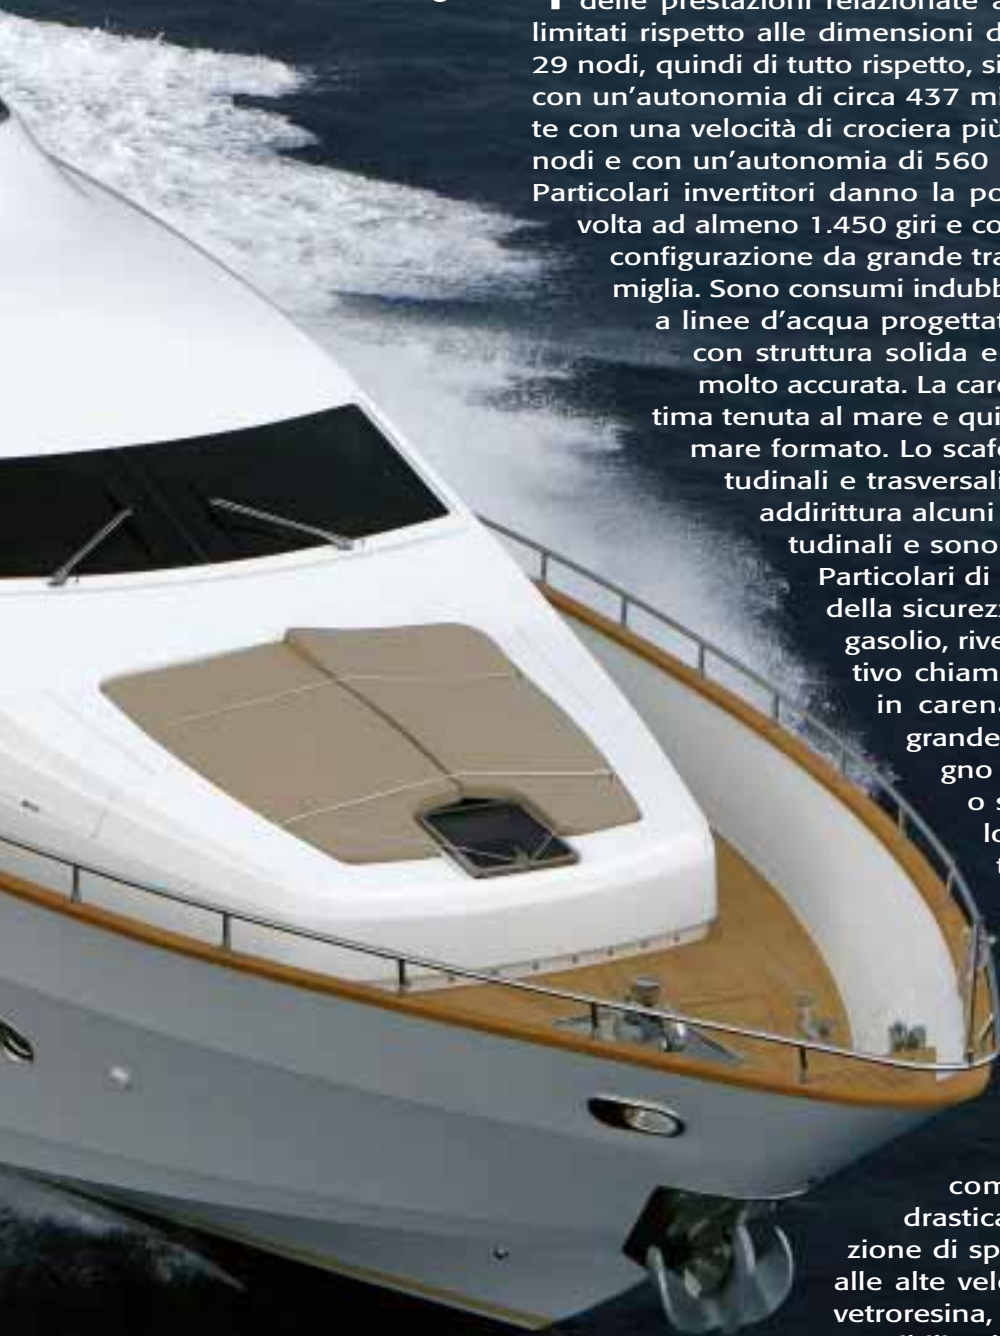 delle prestazioni relazionate a
limitati rispetto alle dimensioni d
29 nodi, quindi di tutto rispetto, si
con un'autonomia di circa 437 mi
te con una velocità di crociera più
nodi e con un'autonomia di 560
Particolari invertitori danno la po
volta ad almeno 1.450 giri e co
configurazione da grande tra
miglia. Sono consumi indubb
a linee d'acqua progettat
con struttura solida e
molto accurata. La care
tima tenuta al mare e qui
mare formato. Lo scafo
tudinali e trasversali
addirittura alcuni
tudinali e sono
Particolari di
della sicurezz
gasolio, rive
tivo chiam
in carena
grande
gno
o s
lo
t
com
drastica
zione di sp
alle alte velo
vetroresina,